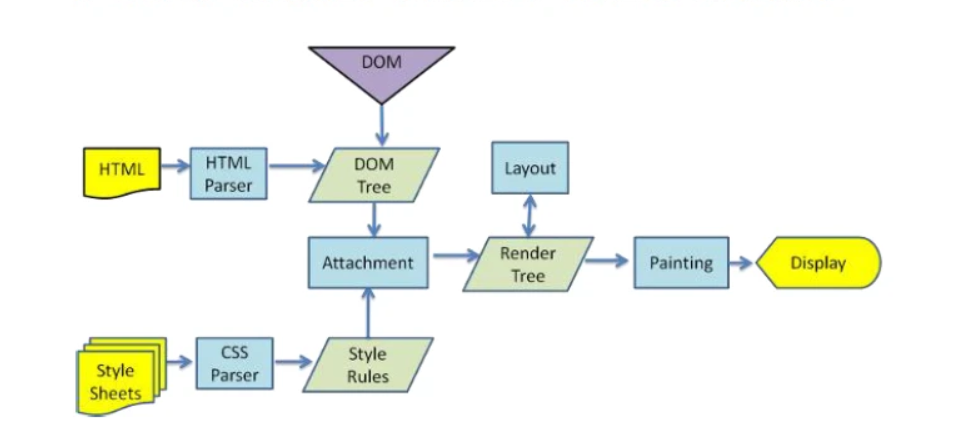 DOM
HTML
HTML
Parser
DOM
Tree
Layout
Attachment
Render
Tree
Painting
Display
Style
Sheets
CSS
Parser
Style
Rules